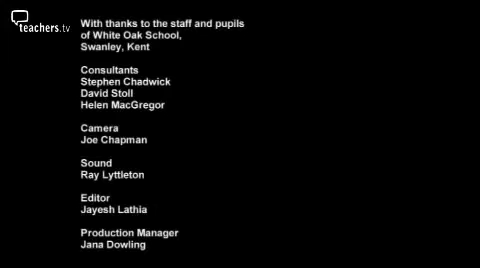 teachers.tv
With thanks to the staff and pupils
of White Oak School,
Swanley, Kent
Consultants
Stephen Chadwick
David Stoll
Helen MacGregor
Camera
Joe Chapman
Sound
Ray Lyttleton
Editor
Jayesh Lathia
Production Manager
Jana Dowling